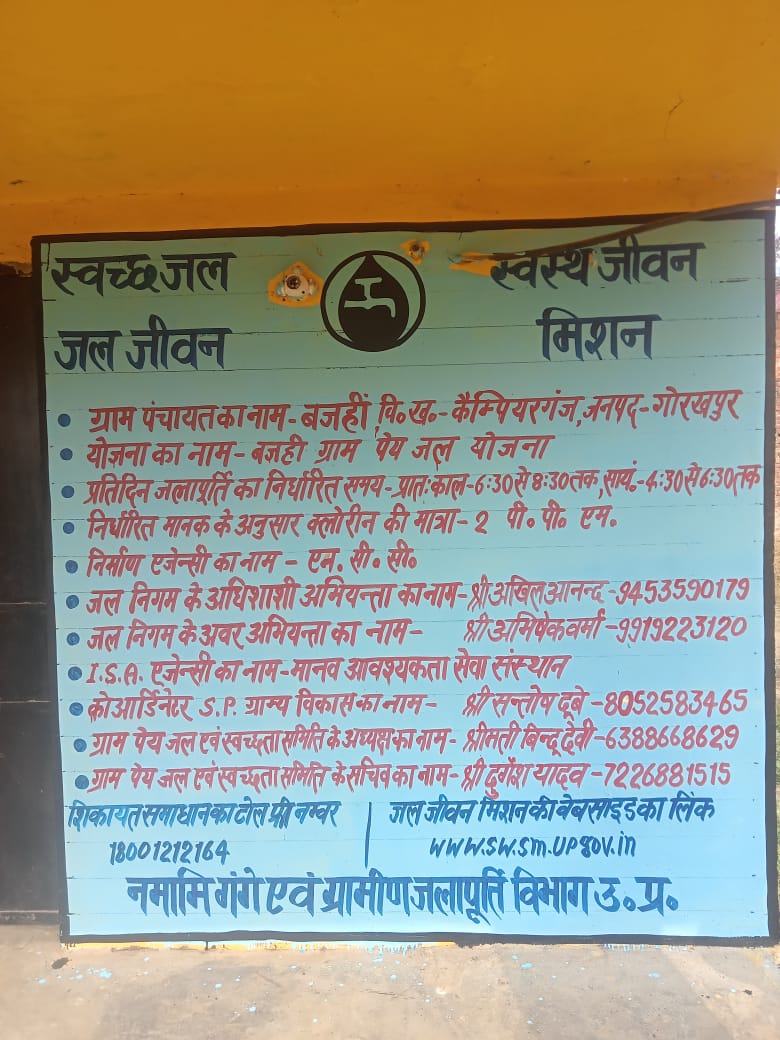 स्वच्छ जल स्वस्थ जीवन
जल जीवन मिशन
• ग्राम पंचायत का नाम - बजहीं, वि०ख०- कैम्पियरगंज, जनपद - गोरखपुर
• योजना का नाम - बजही ग्राम पेय जल योजना
• प्रतिदिन जलापूर्ति का निर्धारित समय - प्रातःकाल - 6:30 से 8:30 तक, सायं.- 4:30 से 6:30 तक
• निर्धारित मानक के अनुसार क्लोरीन की मात्रा - 2 पी० पी० एम०
• निर्माण एजेन्सी का नाम - एन. सी. सी०
• जल निगम के अधिशाशी अभियन्ता का नाम - श्री अखिल आनन्द - 9453590179
• जल निगम के अवर अभियन्ता का नाम - श्री अभिषेक वर्मा - 9919223120
• I.S.A. एजेन्सी का नाम - मानव आवश्यकता सेवा संस्थान
• कोआर्डिनेटर S.P. ग्राम्य विकास का नाम - श्री सन्तोष दूबे - 8052583465
• ग्राम पेय जल एवं स्वच्छता समिति के अध्यक्ष का नाम - श्रीमती बिन्दू देवी - 6388668629
• ग्राम पेय जल एवं स्वच्छता समिति के सचिव का नाम - श्री दुर्गेश यादव - 7226881515
शिकायत समाधान का टोल फ्री नम्बर
18001212164
जल जीवन मिशन की वेबसाइड का लिंक
www.sw.sm.upgov.in
नमामि गंगे एवं ग्रामीण जलापूर्ति विभाग उ०प्र०